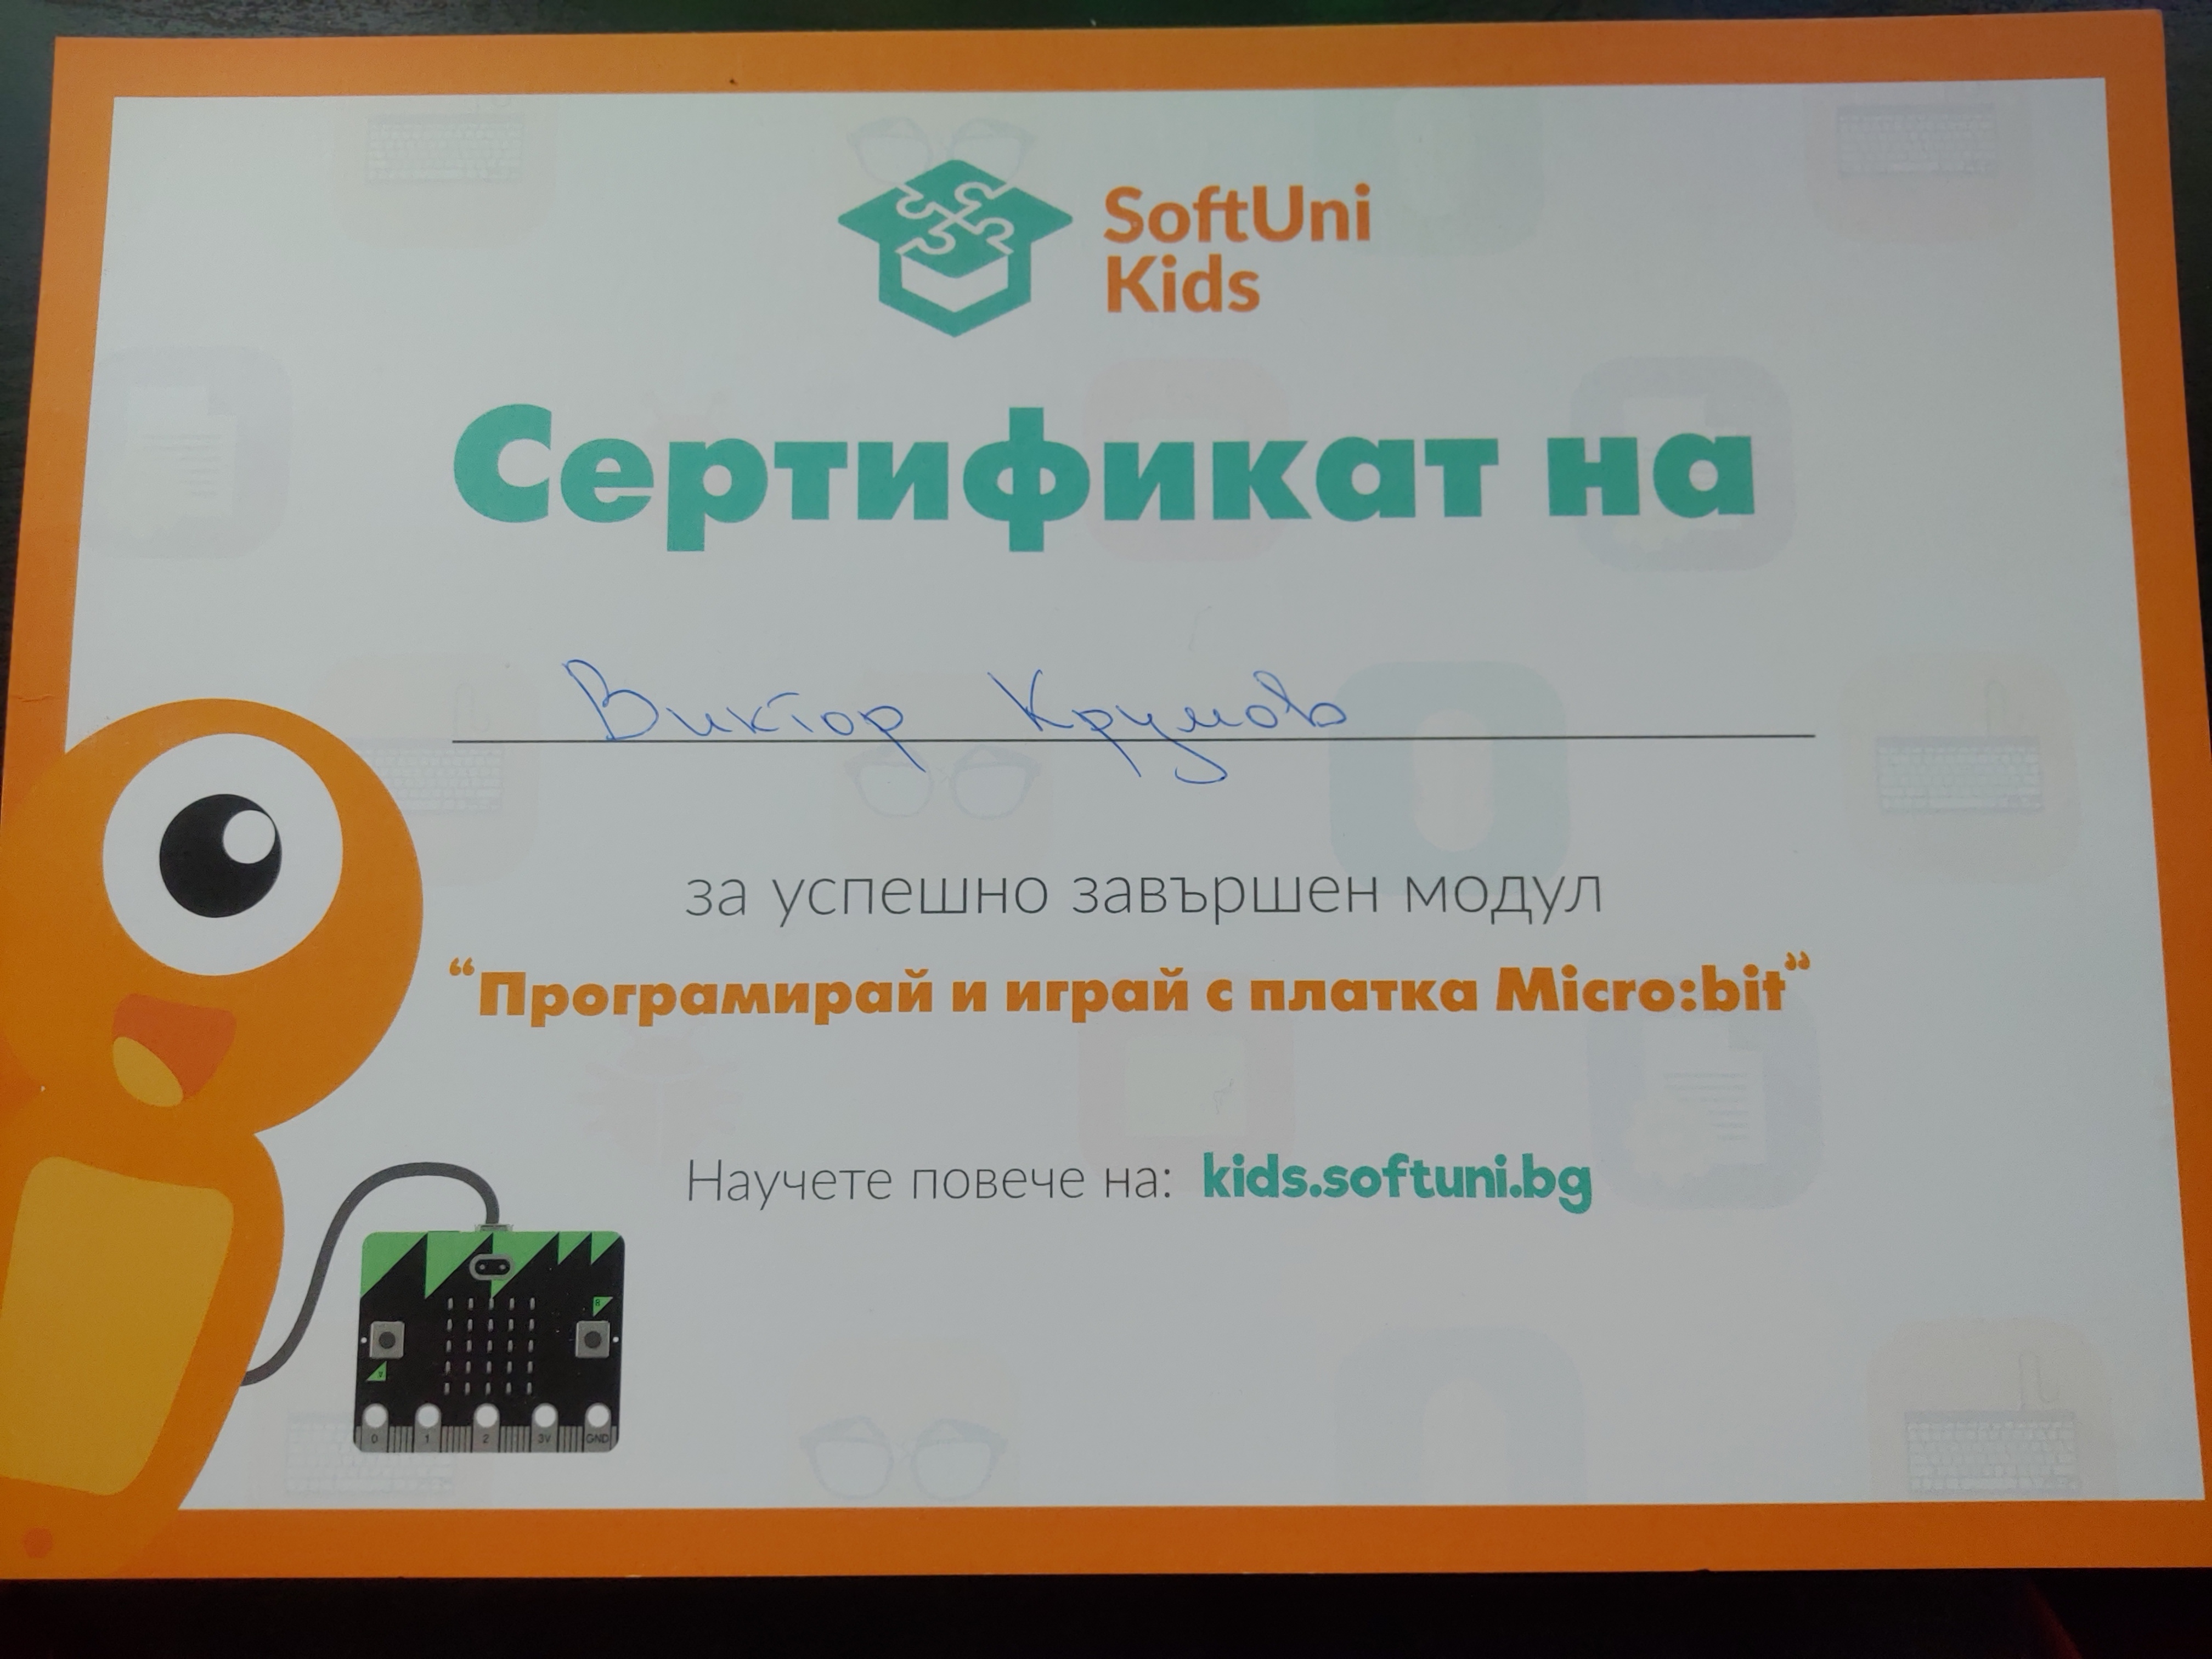 SoftUni
Kids
Сертификат на
Виктор Крумов
за успешно завършен модул
“Програмирай и играй с платка Micro:bit”
Научете повече на: kids.softuni.bg
B
A
0 1 2 3V GND